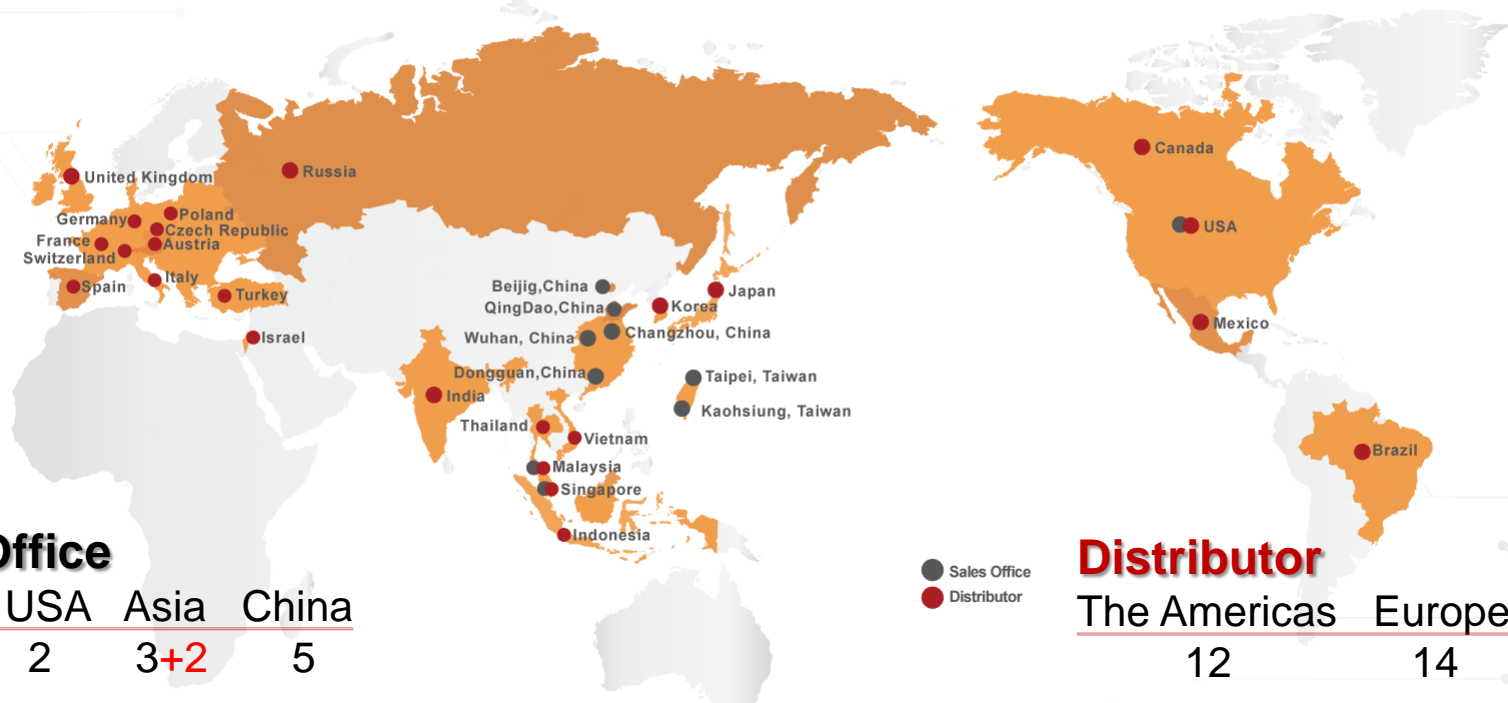 Canada
Russia
United Kingdom
Germany
Poland
USA
Czech Republic
France
Austria
Switzerland
Italy
Spain
Beijig,China
Japan
Turkey
QingDao,China
Korea
Mexico
Israel
Wuhan, China
Changzhou, China
Dongguan,China
Taipei, Taiwan
India
Kaohsiung, Taiwan
Thailand
Vietnam
Brazil
Malaysia
Singapore
Indonesia
Office
USA Asia China
2 3+2 5
Sales Office
Distributor
Distributor
The Americas Europe
12 14